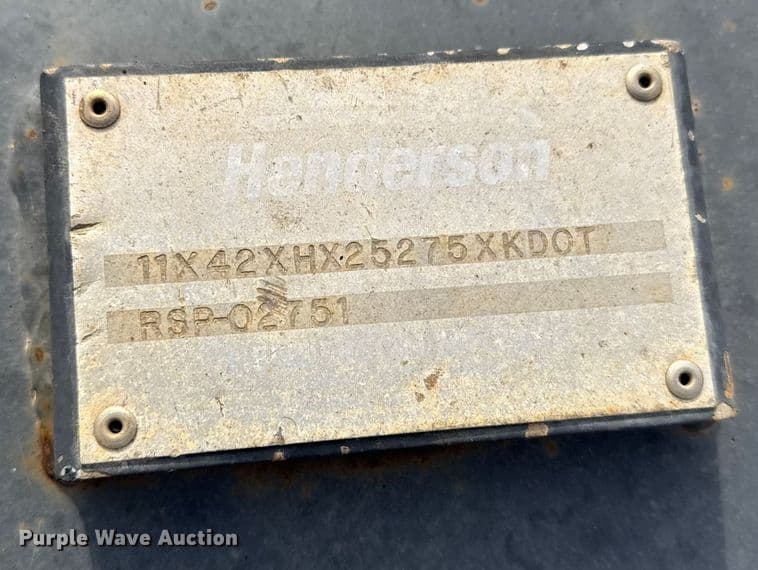 Henderson
11X42XHX25275XKDOT
RSP-02751
Purple Wave Auction